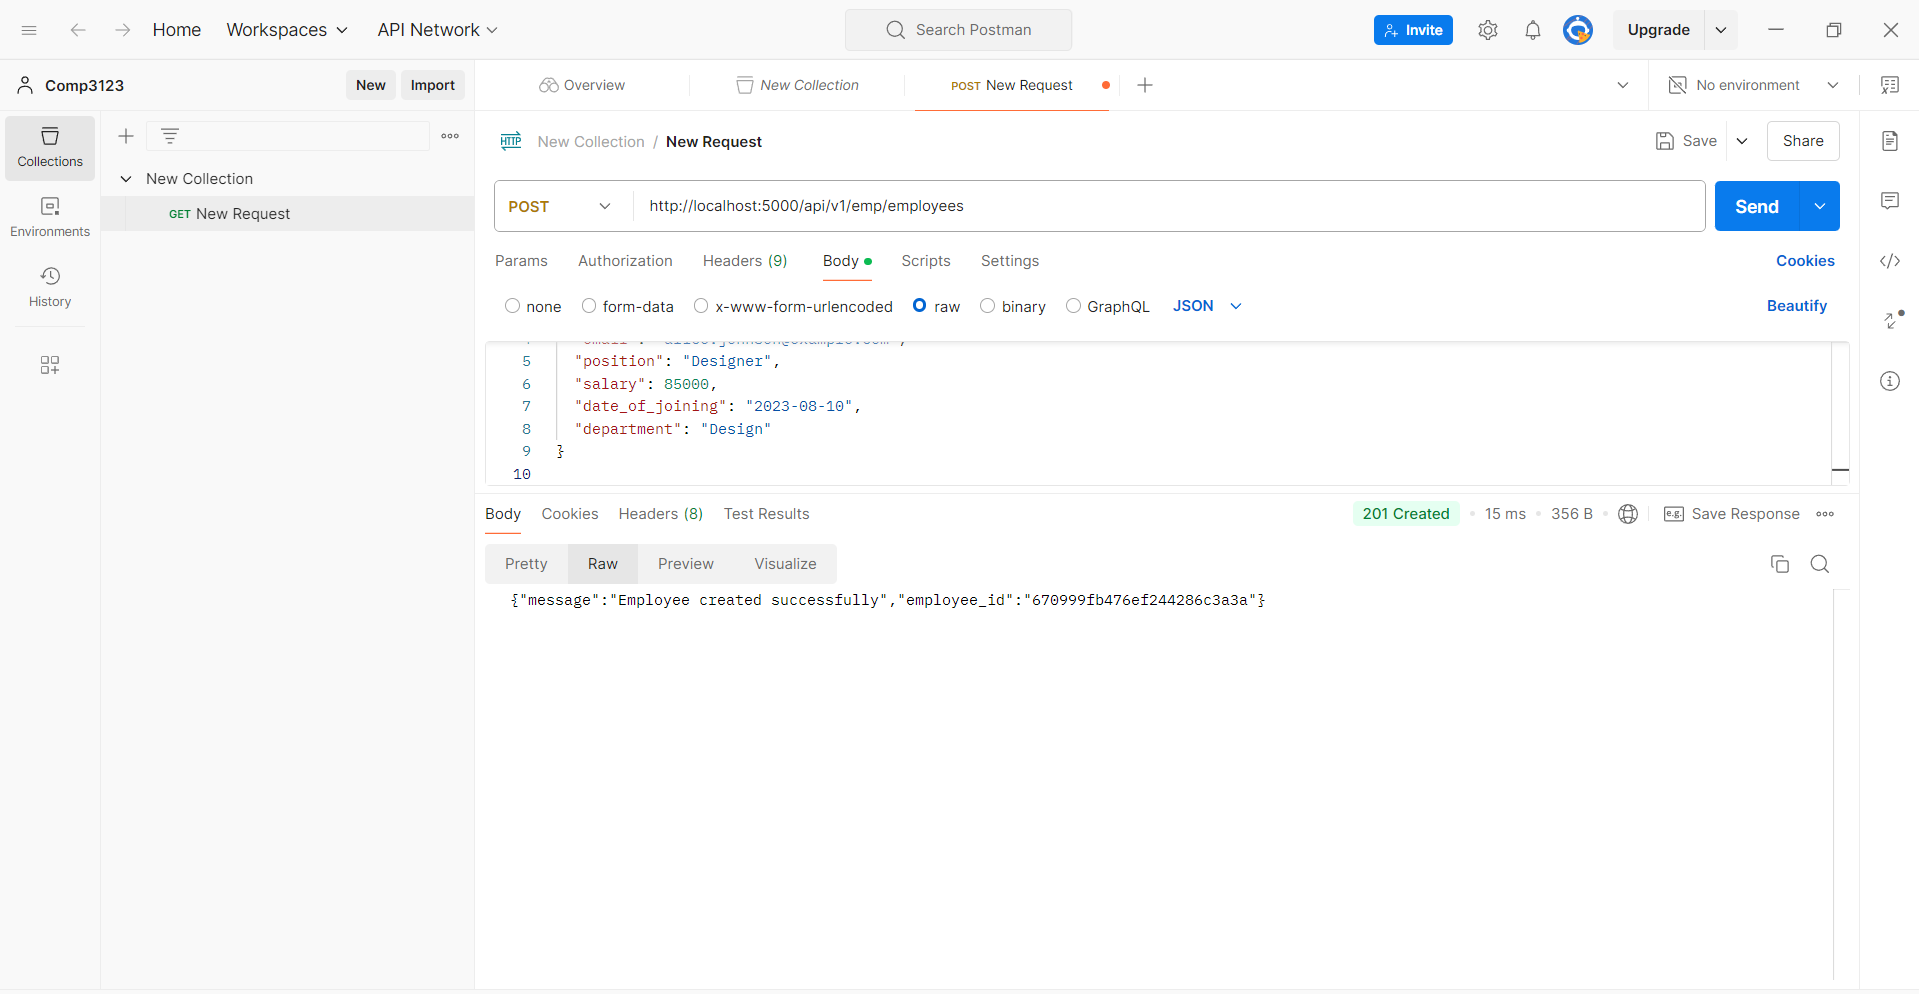 Home Workspaces API Network Search Postman Invite Upgrade
Comp3123 New Import Overview New Collection POST New Request No environment
Collections
Environments
History
New Collection
GET New Request
HTTP New Collection / New Request Save Share
POST http://localhost:5000/api/v1/emp/employees Send
Params Authorization Headers (9) Body Scripts Settings Cookies
none form-data x-www-form-urlencoded raw binary GraphQL JSON Beautify
5 "position": "Designer",
6 "salary": 85000,
7 "date_of_joining": "2023-08-10",
8 "department": "Design"
9 }
10
Body Cookies Headers (8) Test Results 201 Created 15 ms 356 B e.g. Save Response
Pretty Raw Preview Visualize
{"message":"Employee created successfully","employee_id":"670999fb476ef244286c3a3a"}